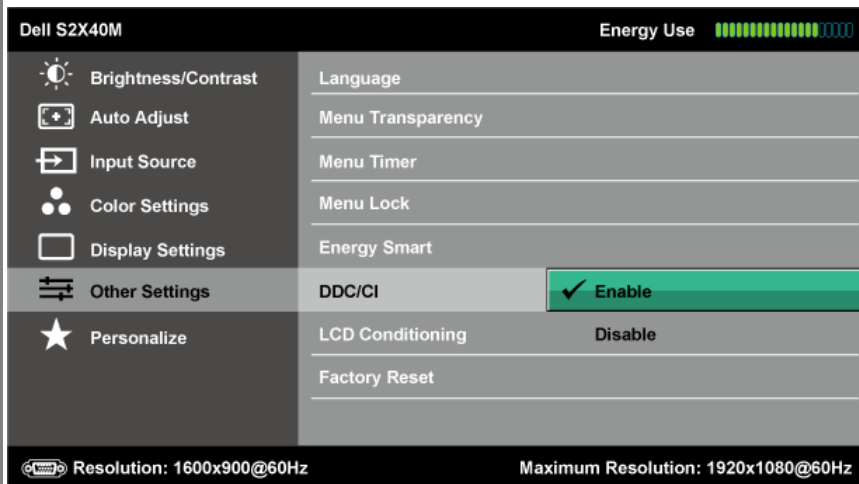 Dell S2X40M Energy Use
Brightness/Contrast Language
Auto Adjust Menu Transparency
Input Source Menu Timer
Color Settings Menu Lock
Display Settings Energy Smart
Other Settings DDC/CI Enable
Personalize LCD Conditioning Disable
Factory Reset
Resolution: 1600x900@60Hz Maximum Resolution: 1920x1080@60Hz